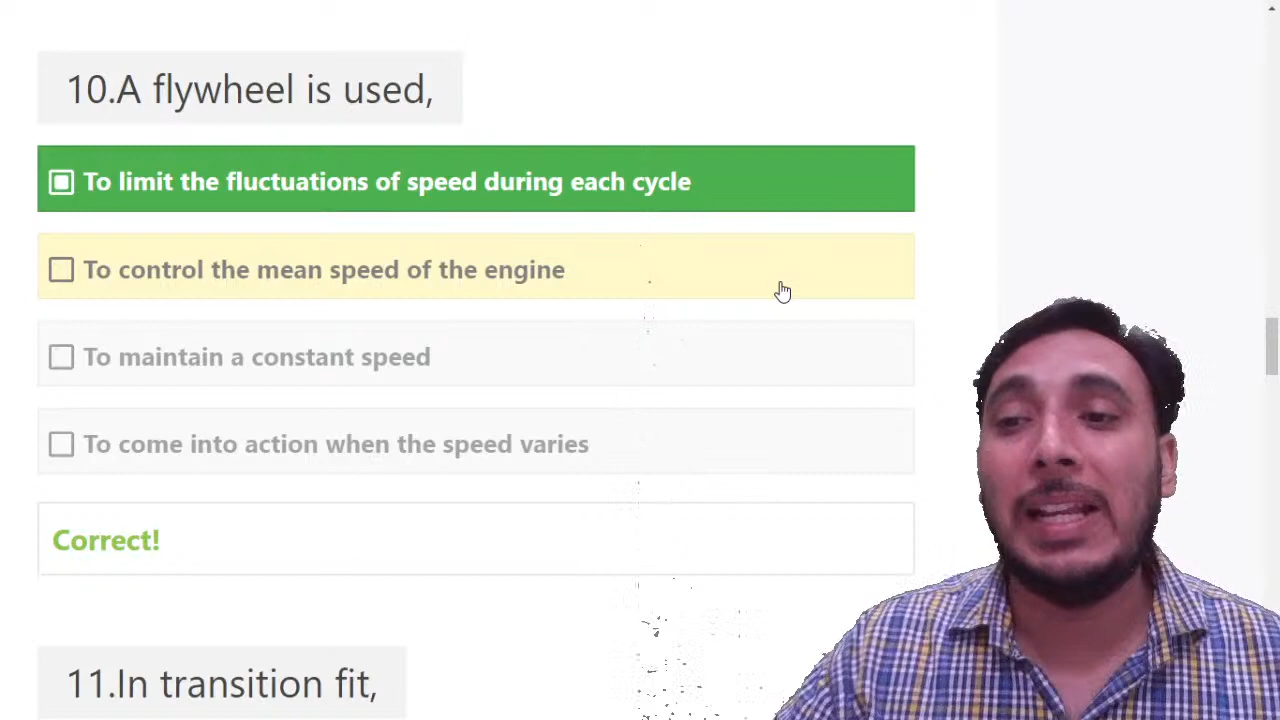 10.A flywheel is used,
To limit the fluctuations of speed during each cycle
To control the mean speed of the engine
To maintain a constant speed
To come into action when the speed varies
Correct!
11.In transition fit,